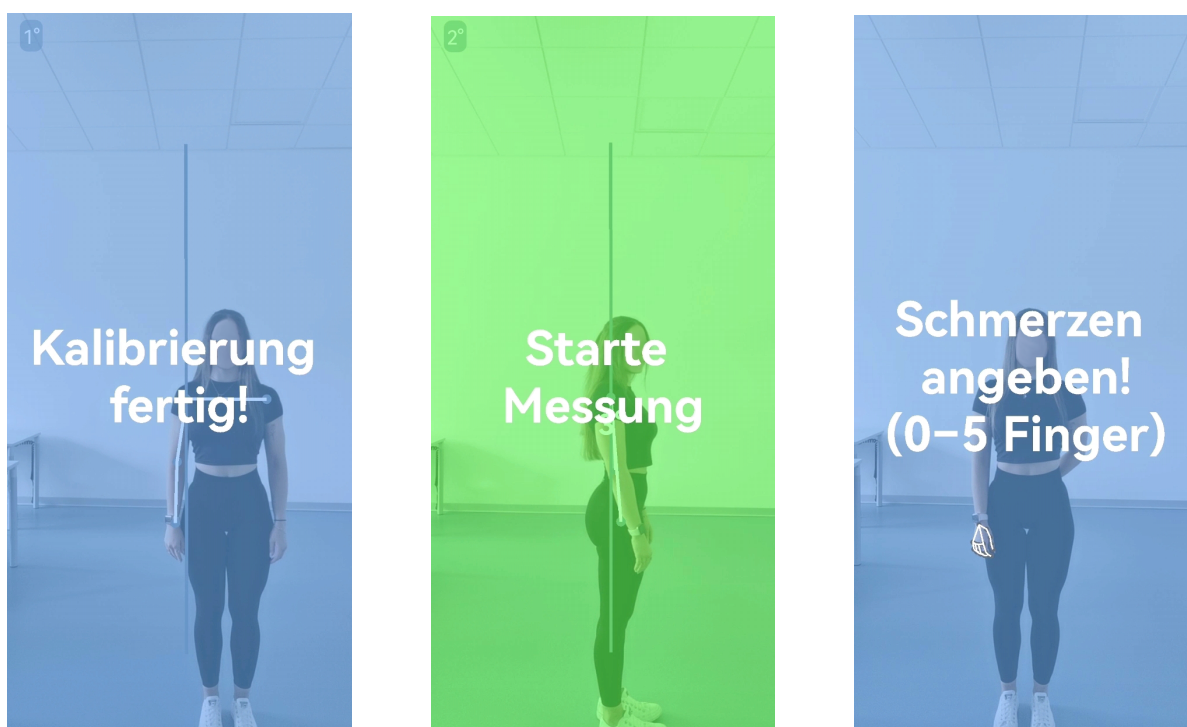 1°
Kalibrierung
fertig!
2°
Starte
Messung
Schmerzen
angeben!
(0–5 Finger)